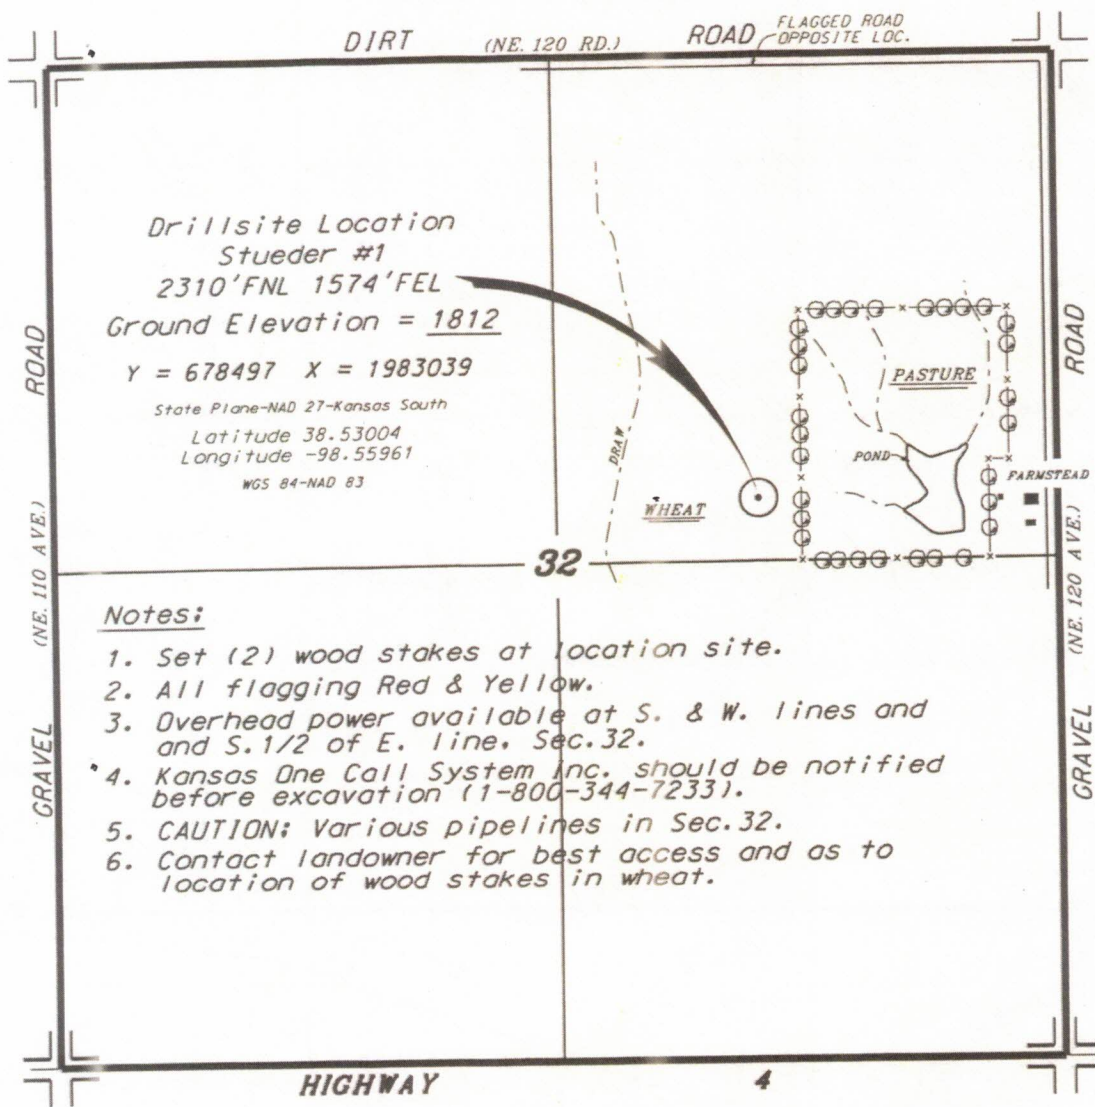 FLAGGED ROAD
OPPOSITE LOC.
DIRT (NE. 120 RD.) ROAD
Drillsite Location
Stueder #1
2310'FNL 1574'FEL
Ground Elevation = 1812
Y = 678497 X = 1983039
State Plane-NAD 27-Kansas South
Latitude 38.53004
Longitude -98.55961
WGS 84-NAD 83
GRAVEL (NE. 110 AVE.) ROAD
DRAW
WHEAT
PASTURE
POND
FARMSTEAD
GRAVEL (NE. 120 AVE.) ROAD
32
Notes:
1. Set (2) wood stakes at location site.
2. All flagging Red & Yellow.
3. Overhead power available at S. & W. lines and
and S.1/2 of E. line. Sec.32.
4. Kansas One Call System Inc. should be notified
before excavation (1-800-344-7233).
5. CAUTION: Various pipelines in Sec.32.
6. Contact landowner for best access and as to
location of wood stakes in wheat.
HIGHWAY 4